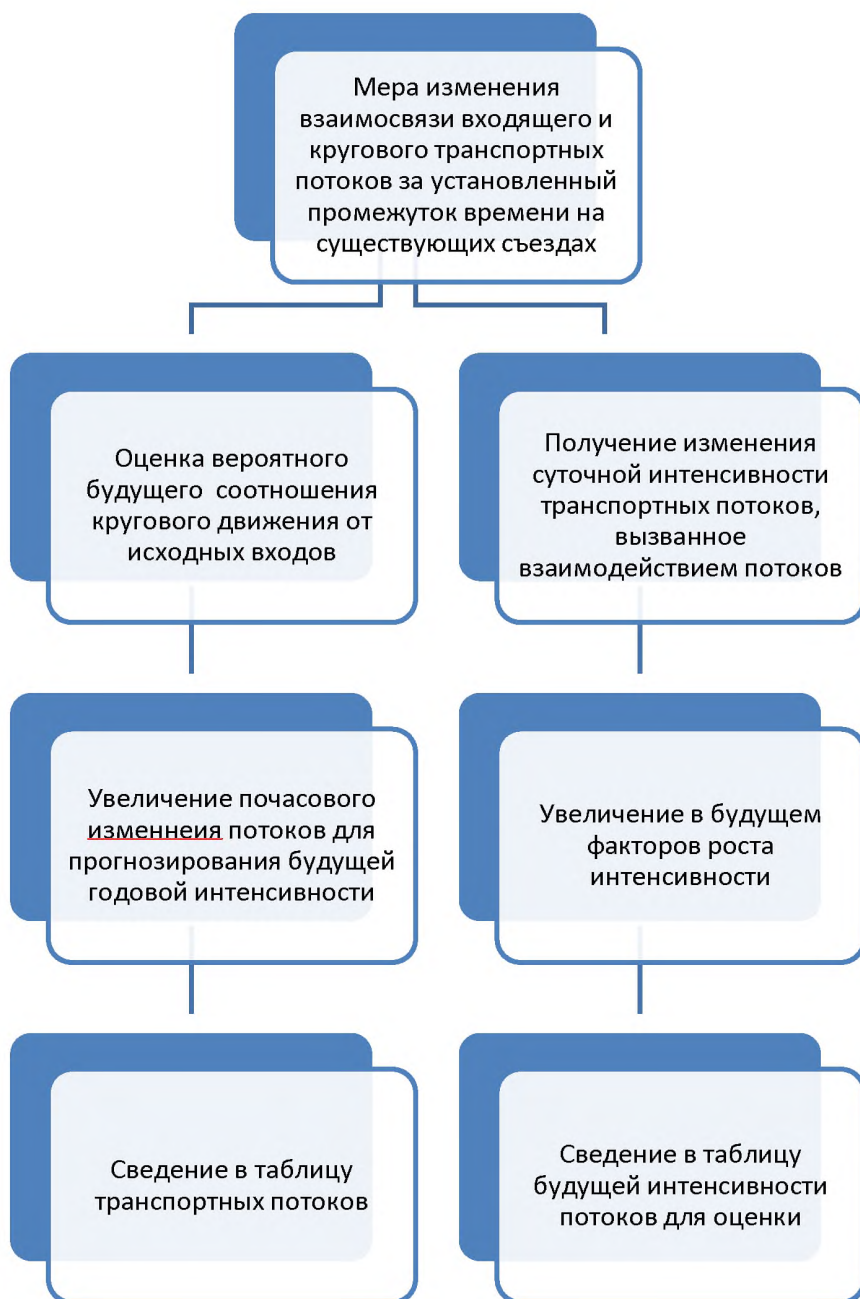 Мера изменения
взаимосвязи входящего и
кругового транспортных
потоков за установленный
промежуток времени на
существующих съездах
Оценка вероятного
будущего соотношения
кругового движения от
исходных входов
Получение изменения
суточной интенсивности
транспортных потоков,
вызванное
взаимодействием потоков
Увеличение почасового
изменнеия потоков для
прогнозирования будущей
годовой интенсивности
Увеличение в будущем
факторов роста
интенсивности
Сведение в таблицу
транспортных потоков
Сведение в таблицу
будущей интенсивности
потоков для оценки